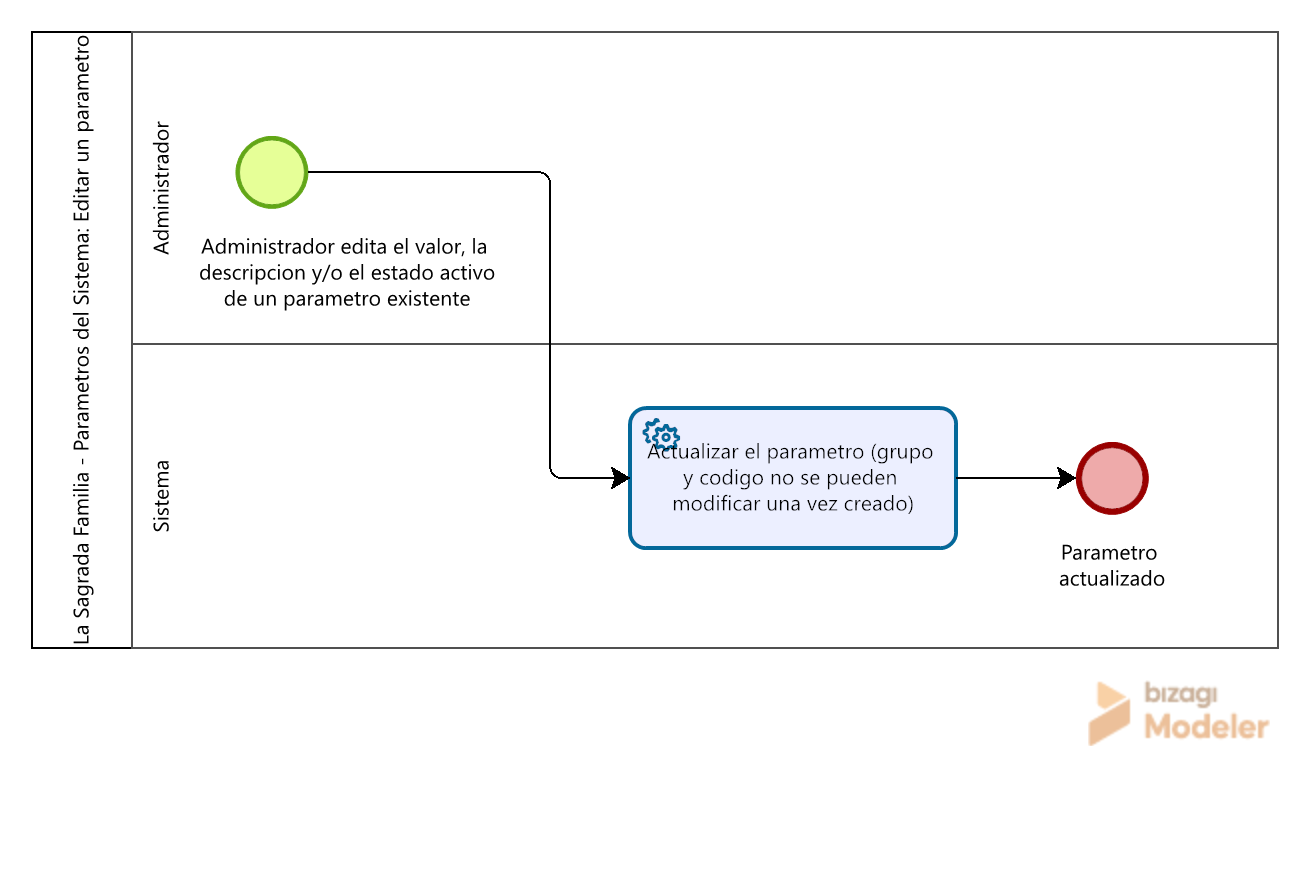 La Sagrada Familia - Parametros del Sistema: Editar un parametro
Administrador
Administrador edita el valor, la
descripcion y/o el estado activo
de un parametro existente
Sistema
Actualizar el parametro (grupo
y codigo no se pueden
modificar una vez creado)
Parametro
actualizado
bizagi
Modeler